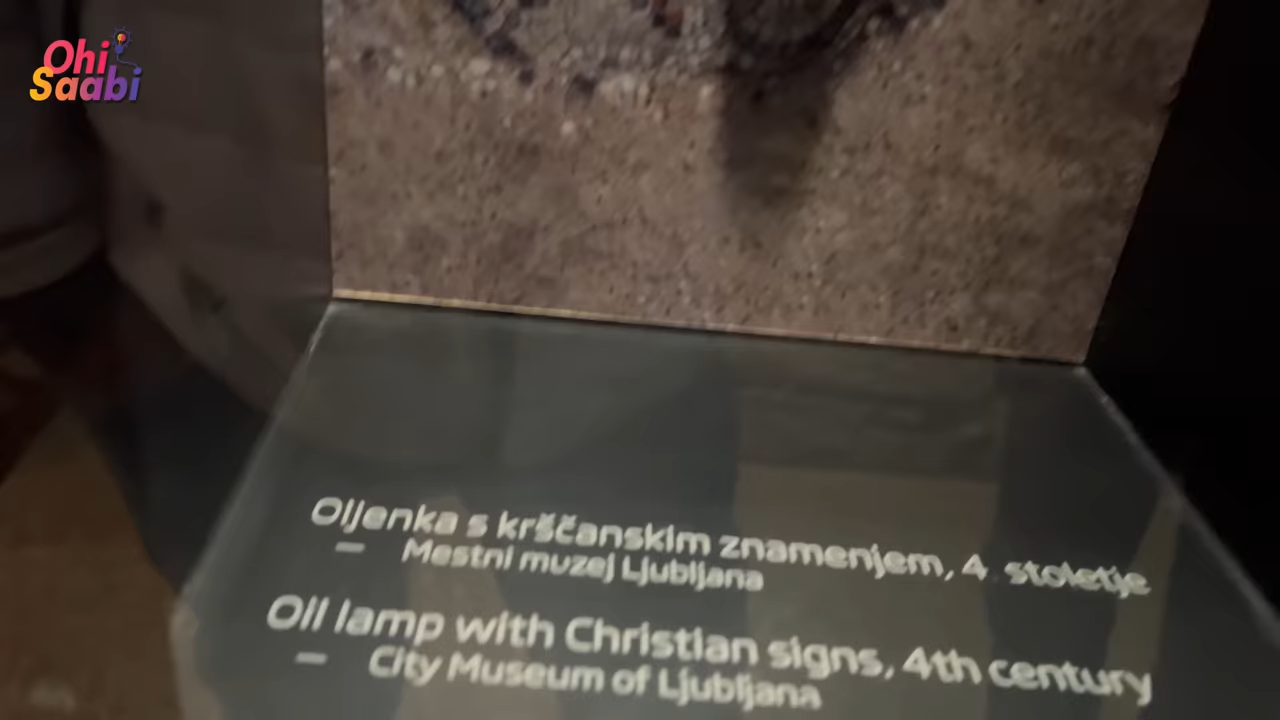 Ohi
Saabi
Oljenka s krščanskim znamenjem, 4. stoletje
— Mestni muzej Ljubljana
Oil lamp with Christian signs, 4th century
— City Museum of Ljubljana